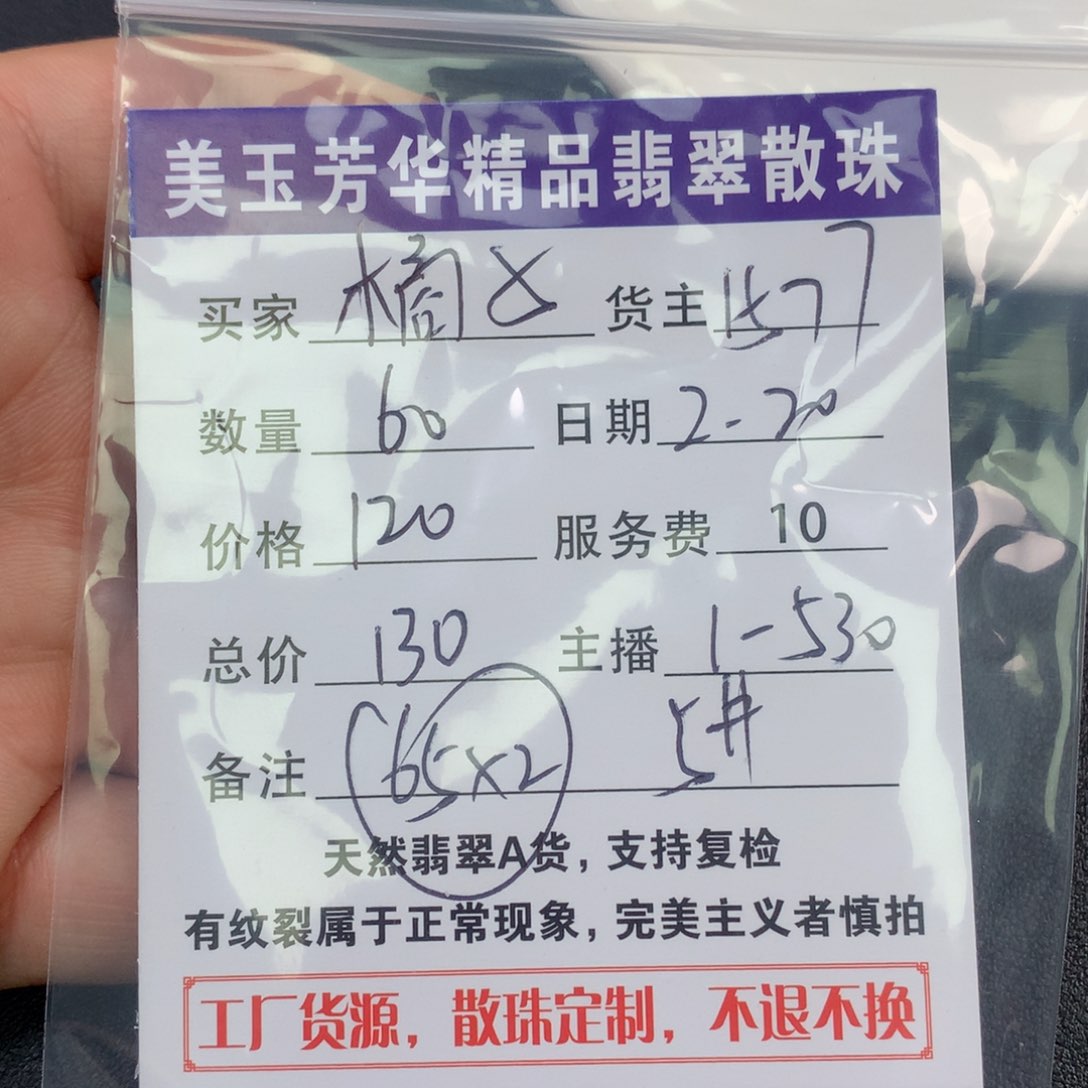 美玉芳华精品翡翠散珠
买家 橘 货主 1577
数量 60 日期 2-20
价格 120 服务费 10
总价 130 主播 1-530
备注 65×2 5#
天然翡翠A货，支持复检
有纹裂属于正常现象，完美主义者慎拍
工厂货源，散珠定制，不退不换